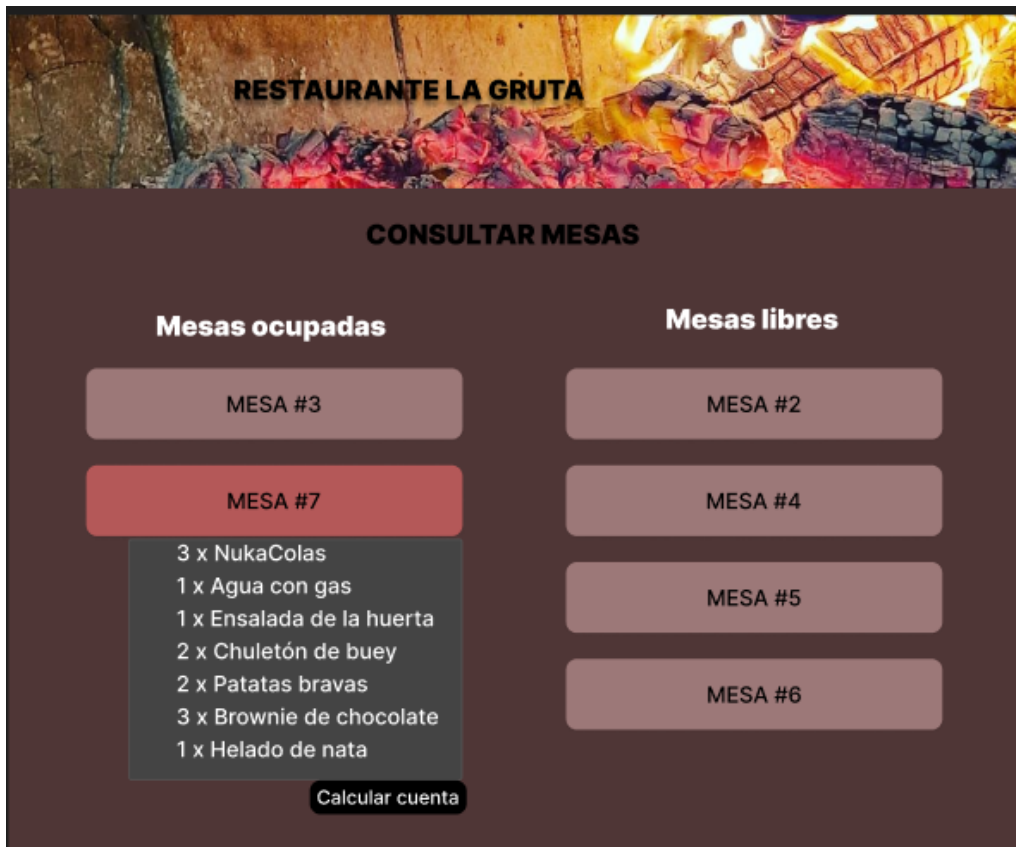 RESTAURANTE LA GRUTA
CONSULTAR MESAS
Mesas ocupadas
MESA #3
MESA #7
3 x NukaColas
1 x Agua con gas
1 x Ensalada de la huerta
2 x Chuletón de buey
2 x Patatas bravas
3 x Brownie de chocolate
1 x Helado de nata
Calcular cuenta
Mesas libres
MESA #2
MESA #4
MESA #5
MESA #6